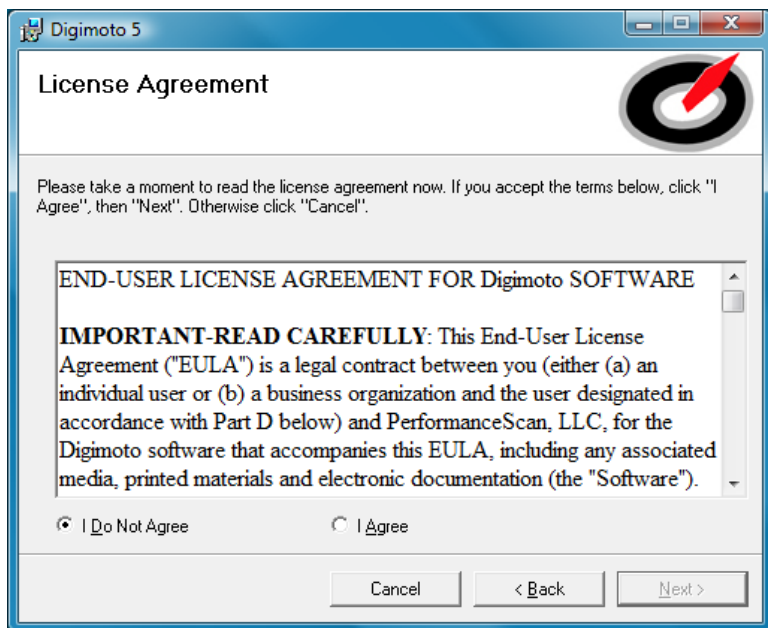 Digimoto 5
License Agreement
Please take a moment to read the license agreement now. If you accept the terms below, click "I
Agree", then "Next". Otherwise click "Cancel".
END-USER LICENSE AGREEMENT FOR Digimoto SOFTWARE
IMPORTANT-READ CAREFULLY: This End-User License
Agreement ("EULA") is a legal contract between you (either (a) an
individual user or (b) a business organization and the user designated in
accordance with Part D below) and PerformanceScan, LLC, for the
Digimoto software that accompanies this EULA, including any associated
media, printed materials and electronic documentation (the "Software").
I Do Not Agree
I Agree
Cancel
< Back
Next >